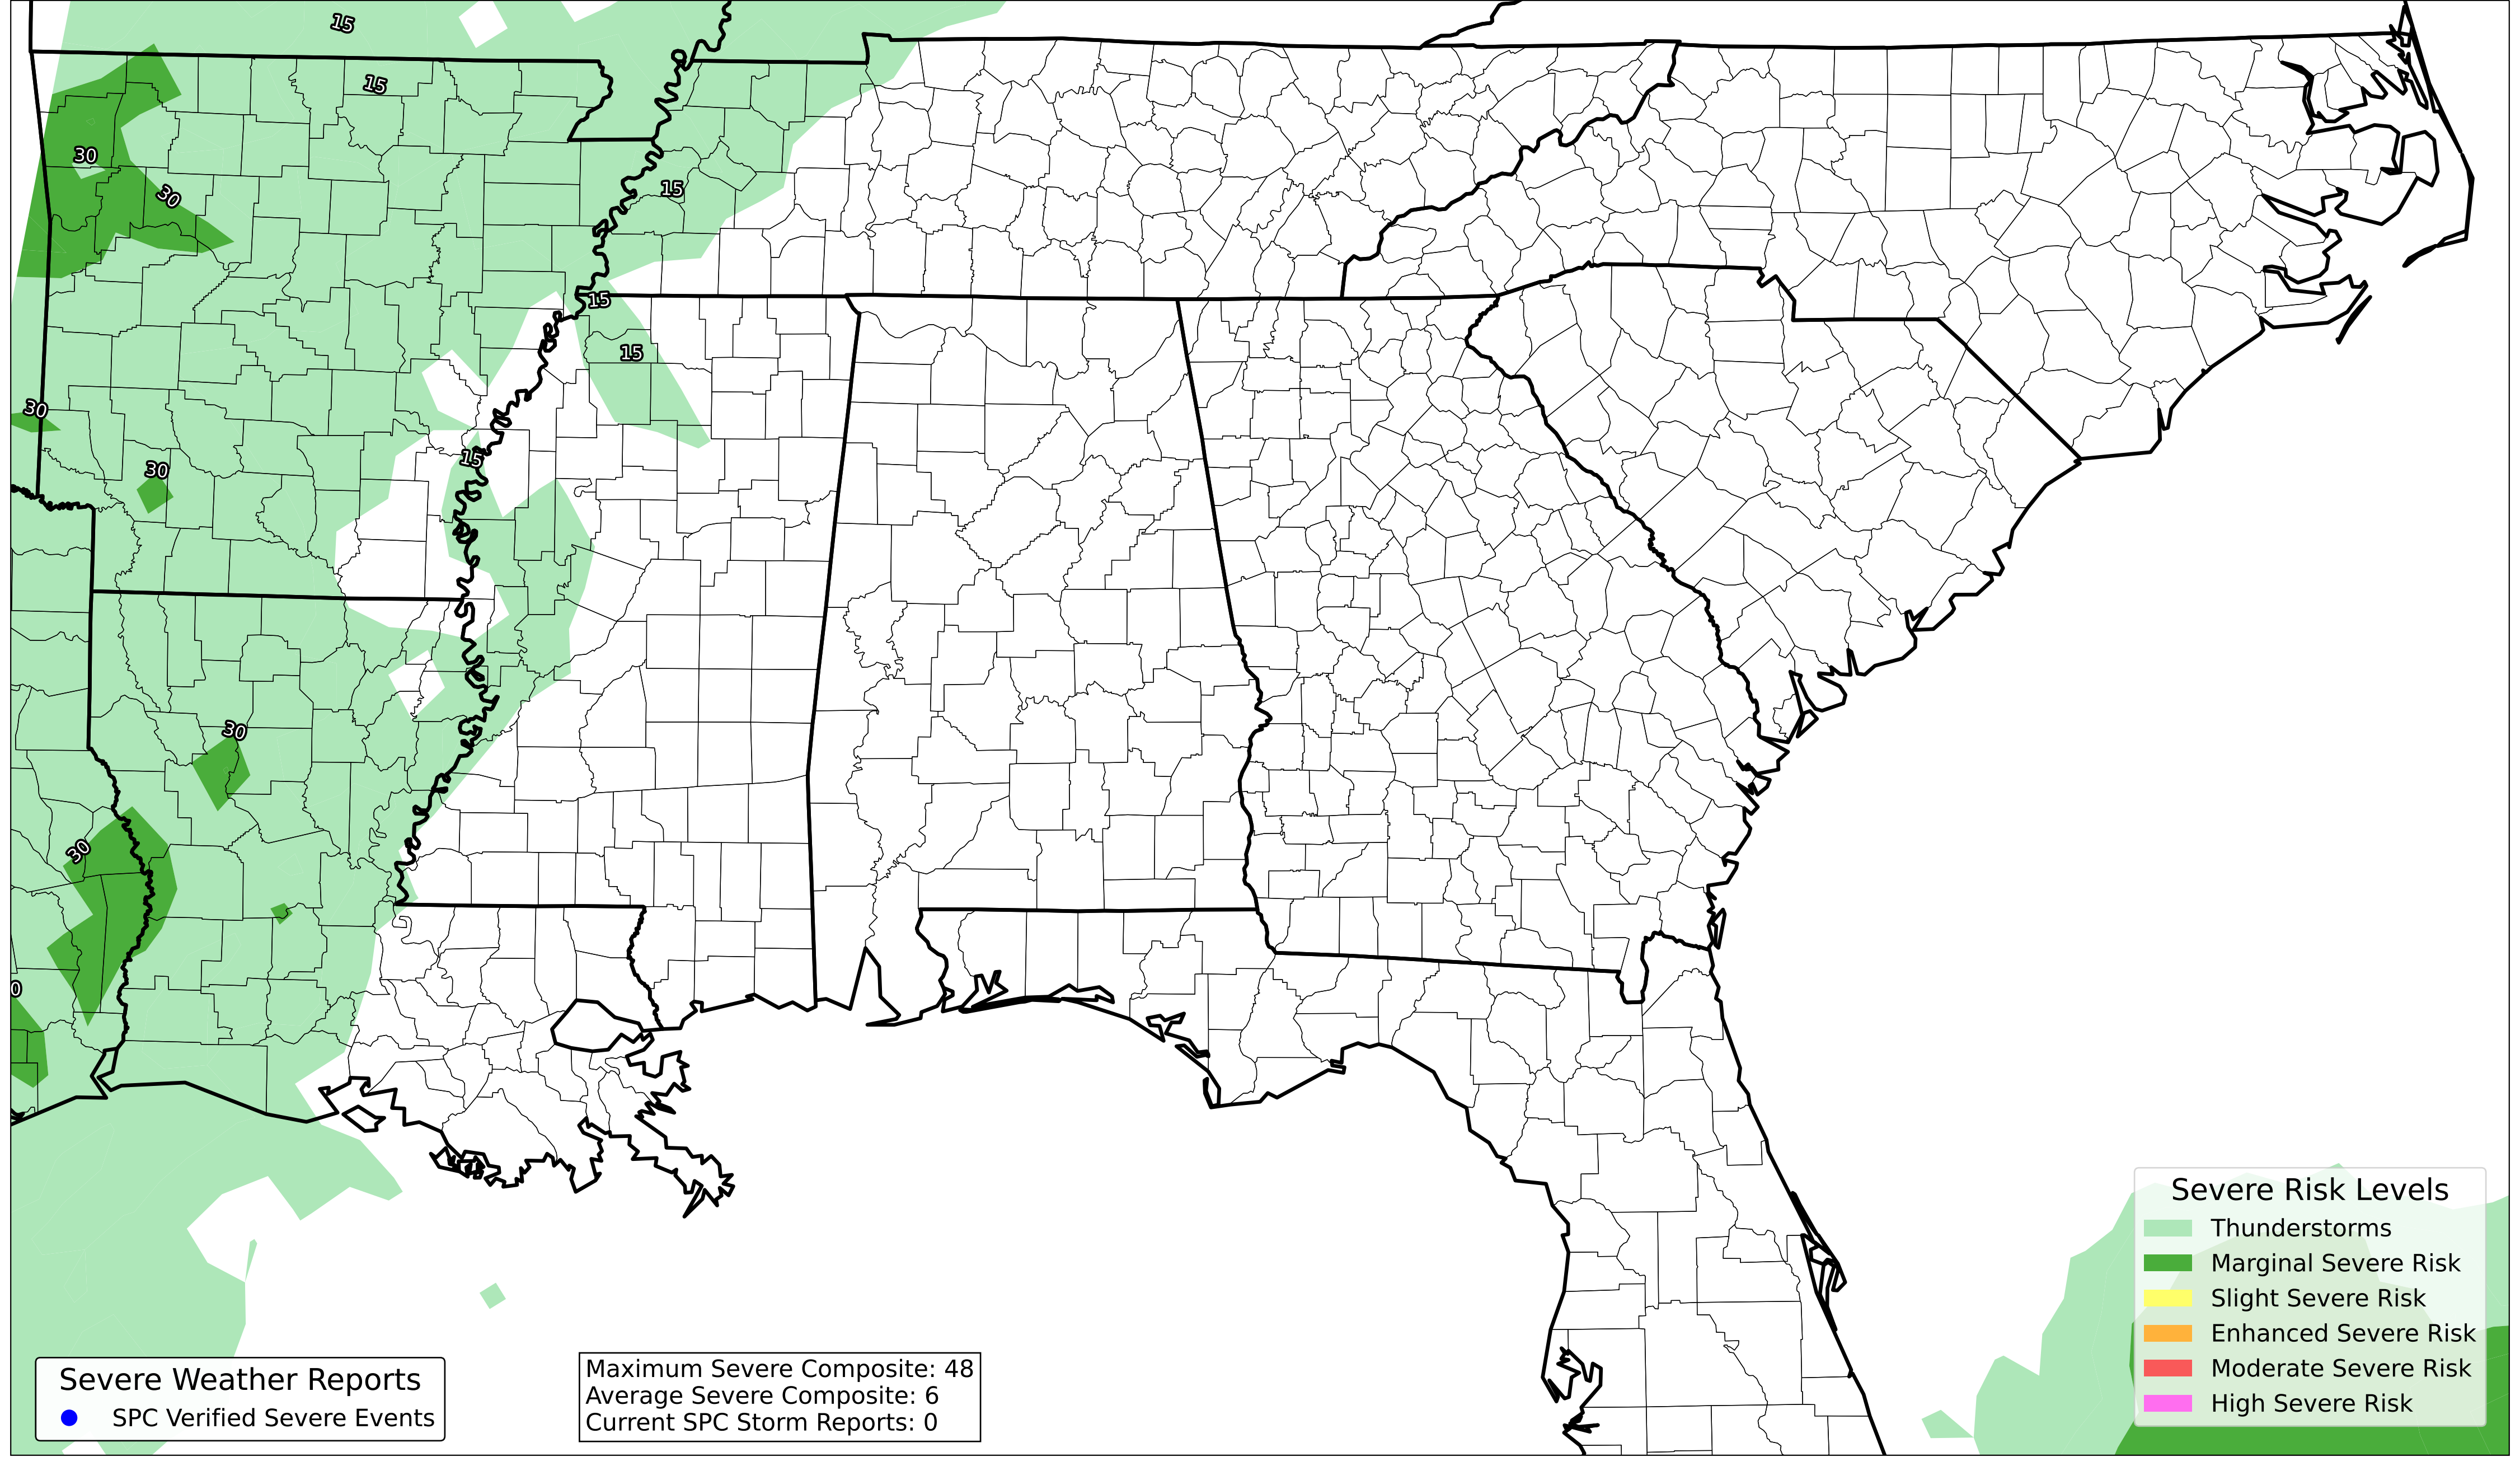 15
15
30
15
30
15
15
30
15
30
30
30
0
Severe Risk Levels
Thunderstorms
Marginal Severe Risk
Slight Severe Risk
Enhanced Severe Risk
Moderate Severe Risk
High Severe Risk
Severe Weather Reports
SPC Verified Severe Events
Maximum Severe Composite: 48
Average Severe Composite: 6
Current SPC Storm Reports: 0